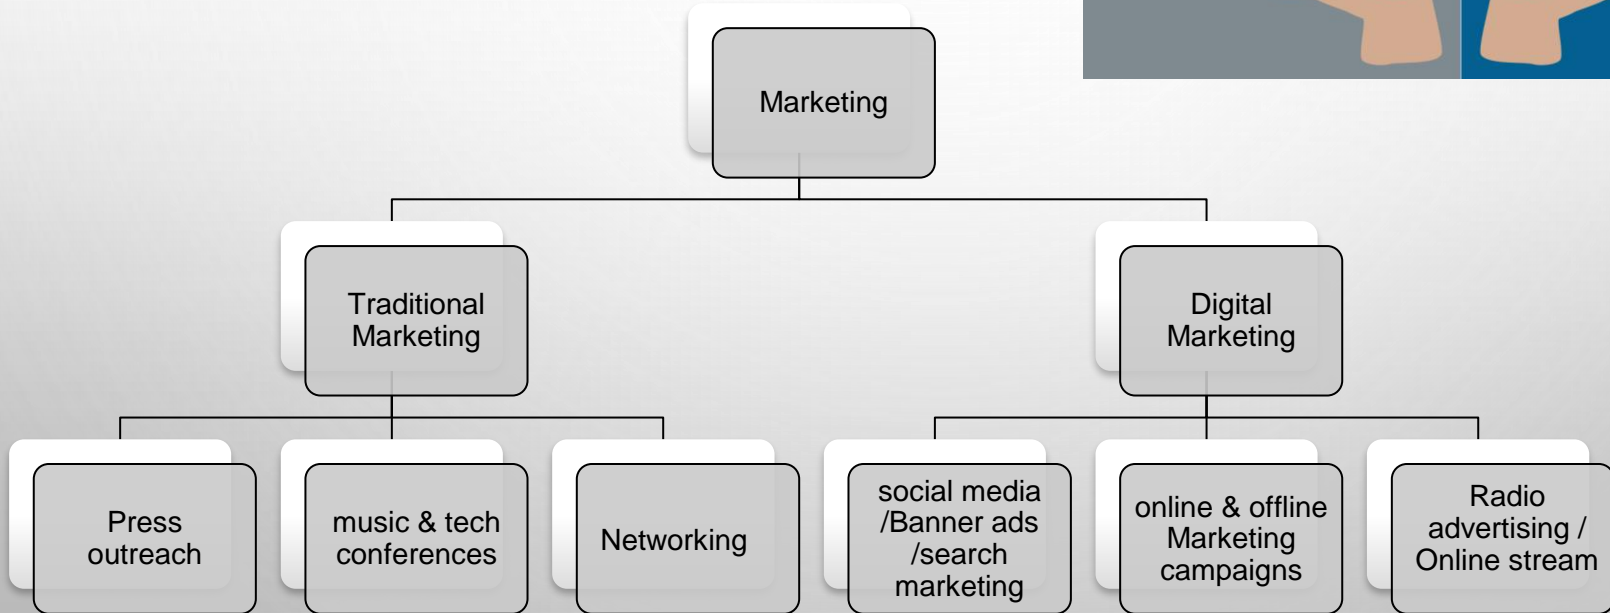 Marketing
Traditional
Marketing
Digital
Marketing
Press
outreach
music & tech
conferences
Networking
social media
/Banner ads
/search
marketing
online & offline
Marketing
campaigns
Radio
advertising /
Online stream